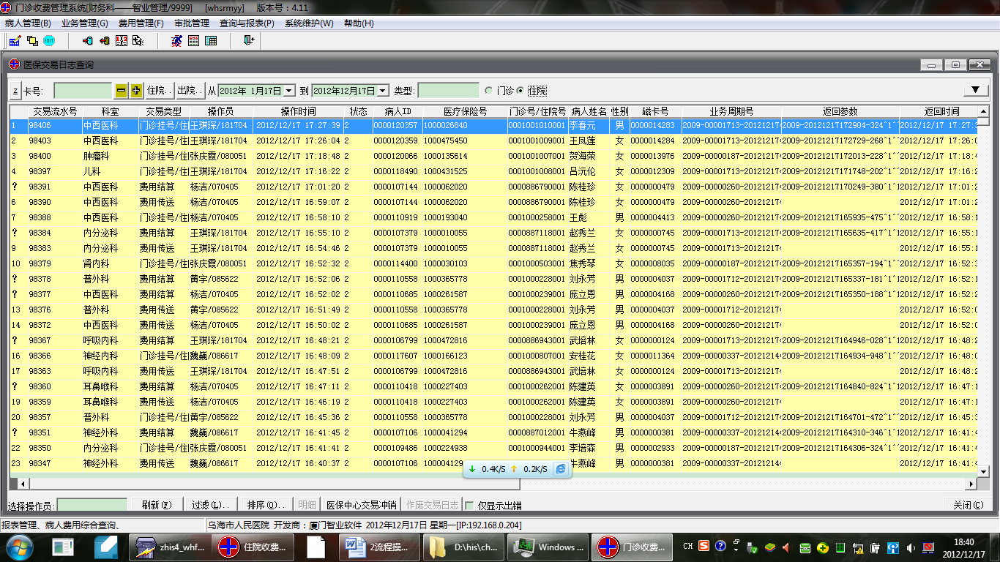 门诊收费管理系统[财务科——智业管理/9999] [whsrmyy] 版本号：4.11
病人管理(B) 业务管理(G) 费用管理(F) 审批管理 查询与报表(P) 系统维护(W) 帮助(H)
医保交易日志查询
z 卡号: 住院.. 出院.. 从 2012年 1月17日 到 2012年12月17日 类型: 门诊 住院
交易流水号 科室 交易类型 操作员 操作时间 状态 病人ID 医疗保险号 门诊号/住院号 病人姓名 性别 磁卡号 业务周期号 返回参数 返回时间
1 98406 中西医科 门诊挂号/住 王琪琛/181704 2012/12/17 17:27:39 2 0000120357 1000026840 0001001010001 李春元 男 0000014283 2009-00001713-20121217 2009-20121217172904-324^1^ 2012/12/17 17:27:3
2 98403 中西医科 门诊挂号/住 王琪琛/181704 2012/12/17 17:26:04 2 0000120359 1000475450 0001001009001 王凤莲 女 0000014284 2009-00001713-20121217 2009-20121217172729-268^1^ 2012/12/17 17:26:0
3 98400 肿瘤科 门诊挂号/住 张庆霞/080051 2012/12/17 17:18:48 2 0000120066 1000135614 0001001007001 贺海荣 女 0000013976 2009-00000187-20121217 2009-20121217172013-228^1^ 2012/12/17 17:18:4
4 98397 儿科 门诊挂号/住 王琪琛/181704 2012/12/17 17:16:22 2 0000118490 1000431525 0001001008001 吕沅伦 女 0000012309 2009-00001713-20121217 2009-20121217171748-202^1^ 2012/12/17 17:16:2
? 98391 中西医科 费用结算 杨洁/070405 2012/12/17 17:01:20 2 0000107144 1000062020 0000886790001 陈桂珍 女 0000000479 2009-00000260-20121217 2009-20121217170249-380^1^ 2012/12/17 17:01:2
6 98390 中西医科 费用传送 杨洁/070405 2012/12/17 16:59:07 2 0000107144 1000062020 0000886790001 陈桂珍 女 0000000479 2009-00000260-20121217 2012/12/17 17:01:2
7 98388 中西医科 门诊挂号/住 杨洁/070405 2012/12/17 16:58:10 2 0000110919 1000193040 0001000258001 王彪 男 0000004413 2009-00000260-20121217 2009-20121217165935-475^1^ 2012/12/17 16:58:1
? 98384 内分泌科 费用结算 王琪琛/181704 2012/12/17 16:55:10 2 0000107379 1000010055 0000887118001 赵秀兰 女 0000000745 2009-00001713-20121217 2009-20121217165635-417^1^ 2012/12/17 16:55:1
9 98383 内分泌科 费用传送 王琪琛/181704 2012/12/17 16:54:46 2 0000107379 1000010055 0000887118001 赵秀兰 女 0000000745 2009-00001713-20121217 2012/12/17 16:55:1
10 98379 肾内科 门诊挂号/住 张庆霞/080051 2012/12/17 16:52:32 2 0000114400 1000030103 0001000503001 焦秀琴 女 0000008035 2009-00000187-20121217 2009-20121217165357-194^1^ 2012/12/17 16:52:3
? 98378 普外科 费用结算 黄宇/085622 2012/12/17 16:52:06 2 0000110558 1000365778 0001000228001 刘永芳 男 0000004037 2009-00001712-20121217 2009-20121217165337-181^1^ 2012/12/17 16:52:1
? 98377 中西医科 费用结算 杨洁/070405 2012/12/17 16:52:02 2 0000110685 1000261587 0001000239001 庞立恩 男 0000004168 2009-00000260-20121217 2009-20121217165350-188^1^ 2012/12/17 16:52:2
13 98376 普外科 费用传送 黄宇/085622 2012/12/17 16:51:49 2 0000110558 1000365778 0001000228001 刘永芳 男 0000004037 2009-00001712-20121217 2012/12/17 16:52:0
14 98372 中西医科 费用传送 杨洁/070405 2012/12/17 16:50:02 2 0000110685 1000261587 0001000239001 庞立恩 男 0000004168 2009-00000260-20121217 2012/12/17 16:52:0
? 98367 呼吸内科 费用结算 王琪琛/181704 2012/12/17 16:48:21 2 0000106799 1000472816 0000886943001 武培林 男 0000000124 2009-00001713-20121217 2009-20121217164946-028^1^ 2012/12/17 16:48:2
16 98366 神经内科 门诊挂号/住 魏巍/086617 2012/12/17 16:48:09 2 0000117607 1000166123 0001000807001 安桂花 女 0000011364 2009-00000337-20121214 2009-20121217164934-948^1^ 2012/12/17 16:48:0
17 98363 呼吸内科 费用传送 王琪琛/181704 2012/12/17 16:47:51 2 0000106799 1000472816 0000886943001 武培林 男 0000000124 2009-00001713-20121217 2012/12/17 16:48:2
? 98360 耳鼻喉科 费用结算 杨洁/070405 2012/12/17 16:47:11 2 0000110418 1000227403 0001000262001 陈建英 女 0000003891 2009-00000260-20121217 2009-20121217164840-824^1^ 2012/12/17 16:47:1
19 98359 耳鼻喉科 费用传送 杨洁/070405 2012/12/17 16:46:19 2 0000110418 1000227403 0001000262001 陈建英 女 0000003891 2009-00000260-20121217 2012/12/17 16:47:1
20 98357 普外科 门诊挂号/住 黄宇/085622 2012/12/17 16:45:36 2 0000110558 1000365778 0001000228001 刘永芳 男 0000004037 2009-00001712-20121217 2009-20121217164701-472^1^ 2012/12/17 16:45:3
? 98351 神经外科 费用结算 魏巍/086617 2012/12/17 16:41:45 2 0000107106 1000041294 0000887012001 牛燕峰 男 0000000381 2009-00000337-20121214 2009-20121217164310-346^1^ 2012/12/17 16:41:4
22 98350 内分泌科 门诊挂号/住 张庆霞/080051 2012/12/17 16:41:41 2 0000109486 1000224938 0001000944001 李培森 男 0000002933 2009-00000187-20121217 2009-20121217164306-324^1^ 2012/12/17 16:41:4
23 98347 神经外科 费用传送 魏巍/086617 2012/12/17 16:40:37 2 0000107106 100004129 牛燕峰 男 0000000381 2009-00000337-20121214 2012/12/17 16:41:4
0.4K/S 0.2K/S
选择操作员: 刷新(F) 过滤(L).. 排序(O).. 明细 医保中心交易冲销 作废交易日志 仅显示出错 关闭(C)
报表管理、病人费用综合查询、 乌海市人民医院 开发商：厦门智业软件 2012年12月17日 星期一[IP:192.168.0.204]
zhis4_whf... 住院收费... 2流程操... D:\his\ch... Windows ... 门诊收费... CH 18:40
2012/12/17